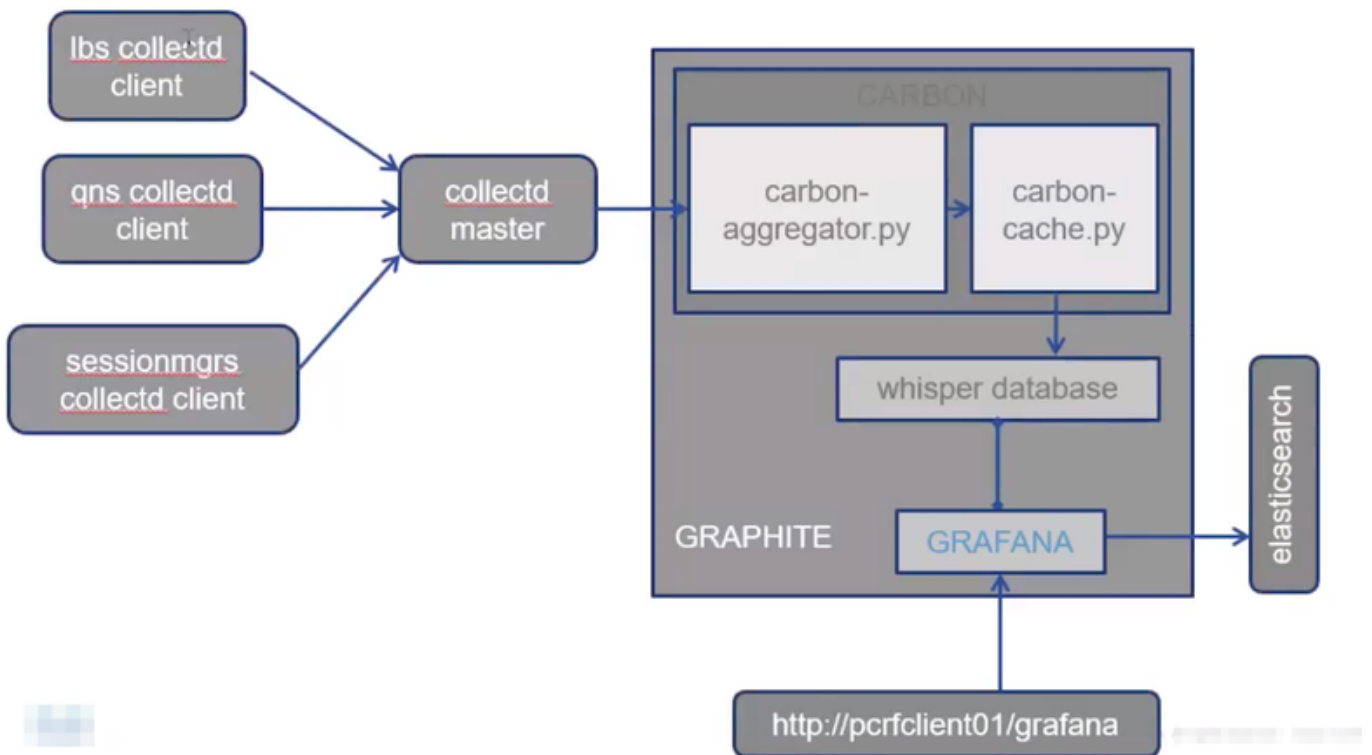 lbs collectd
client
qns collectd
client
sessionmgrs
collectd client
collectd
master
CARBON
carbon-
aggregator.py
carbon-
cache.py
whisper database
GRAPHITE
GRAFANA
elasticsearch
http://pcrfclient01/grafana